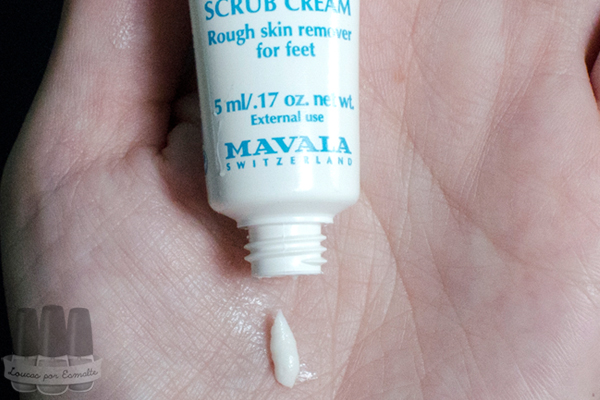 SCRUB CREAM
Rough skin remover
for feet
5 ml/.17 oz. net wt.
External use
MAVALA
SWITZERLAND
Loucas por Esmalte